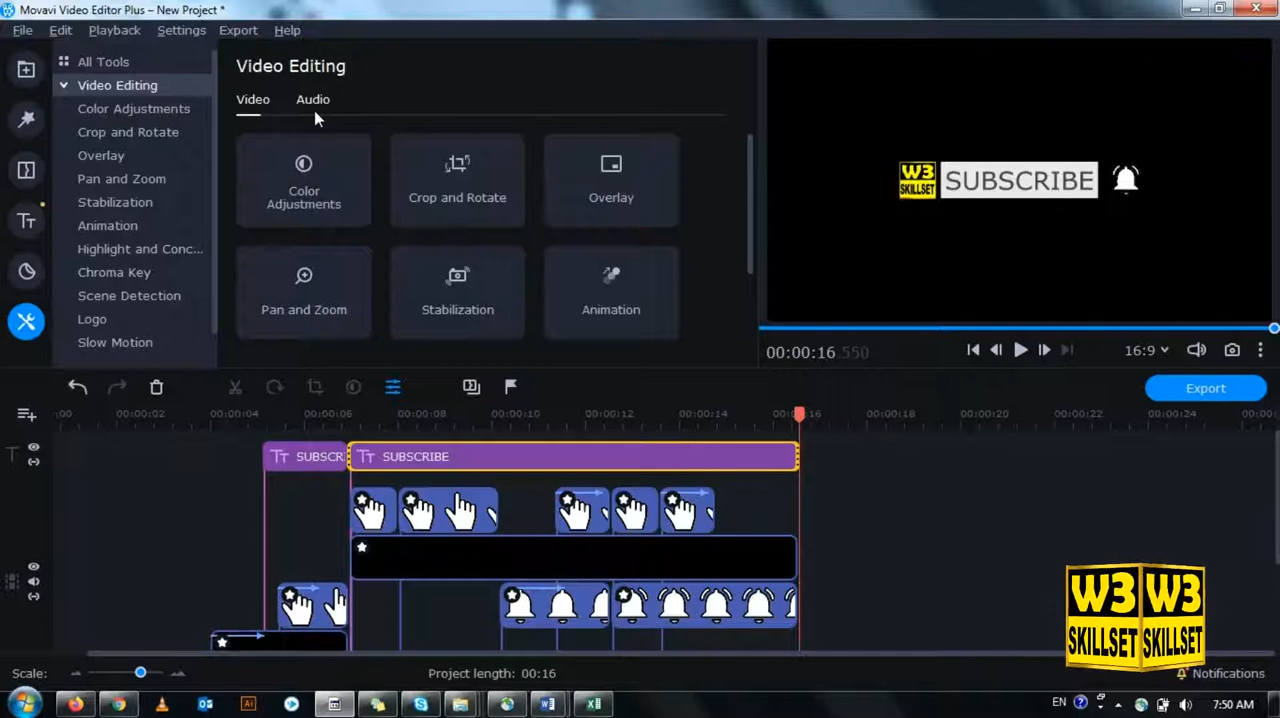 Movavi Video Editor Plus – New Project *
File Edit Playback Settings Export Help
All Tools
Video Editing
Color Adjustments
Crop and Rotate
Overlay
Pan and Zoom
Stabilization
Animation
Highlight and Conc...
Chroma Key
Scene Detection
Logo
Slow Motion
Video Editing
Video Audio
Color Adjustments
Crop and Rotate
Overlay
Pan and Zoom
Stabilization
Animation
W3 SKILLSET
SUBSCRIBE
00:00:16.550
16:9
Export
:00 00:00:02 00:00:04 00:00:06 00:00:08 00:00:10 00:00:12 00:00:14 00:00:16 00:00:18 00:00:20 00:00:22 00:00:24 00:00:
Tt SUBSCR
Tt SUBSCRIBE
W3 W3
SKILLSET SKILLSET
Scale:
Project length: 00:16
Notifications
EN
7:50 AM